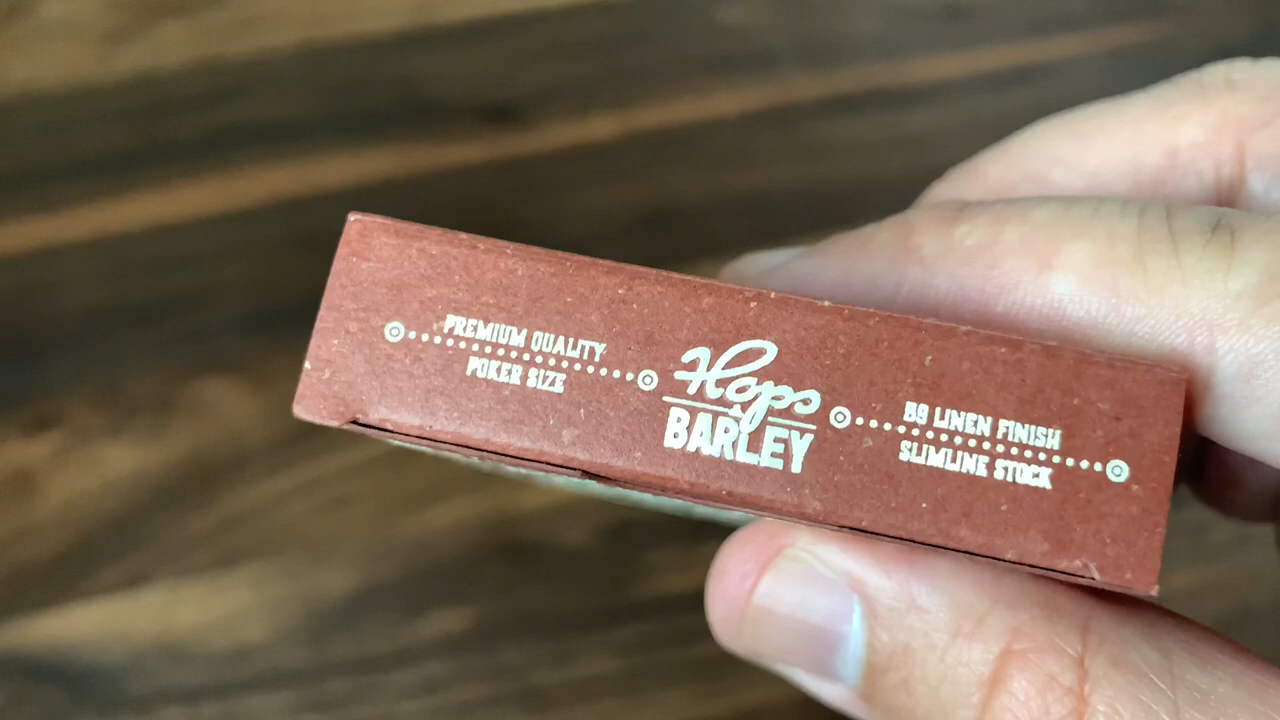 PREMIUM QUALITY
POKER SIZE
Hops
&
BARLEY
B9 LINEN FINISH
SLIMLINE STOCK